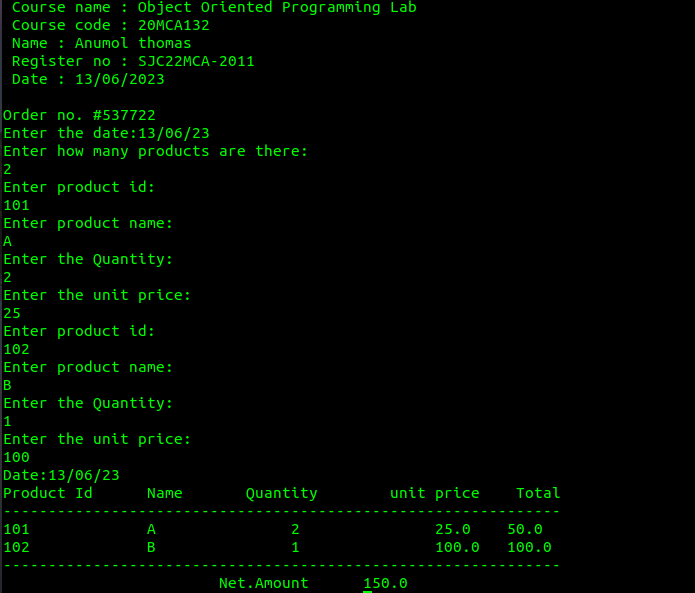 Course name : Object Oriented Programming Lab
Course code : 20MCA132
Name : Anumol thomas
Register no : SJC22MCA-2011
Date : 13/06/2023
Order no. #537722
Enter the date:13/06/23
Enter how many products are there:
2
Enter product id:
101
Enter product name:
A
Enter the Quantity:
2
Enter the unit price:
25
Enter product id:
102
Enter product name:
B
Enter the Quantity:
1
Enter the unit price:
100
Date:13/06/23
Product Id      Name       Quantity        unit price    Total
--------------------------------------------------------------
101             A               2               25.0    50.0
102             B               1               100.0   100.0
--------------------------------------------------------------
                        Net.Amount      150.0